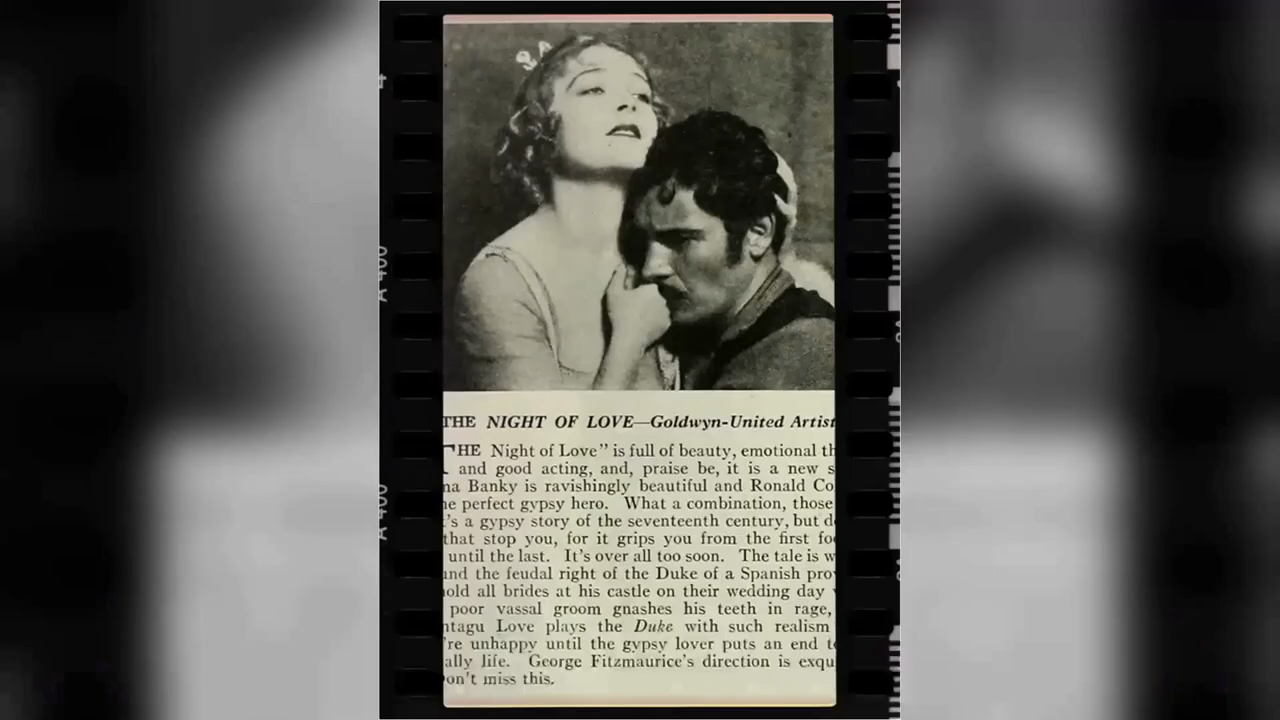 THE NIGHT OF LOVE—Goldwyn-United Artist
THE Night of Love" is full of beauty, emotional th
and good acting, and, praise be, it is a new s
na Banky is ravishingly beautiful and Ronald Co
he perfect gypsy hero. What a combination, those
t's a gypsy story of the seventeenth century, but d
that stop you, for it grips you from the first fo
until the last. It's over all too soon. The tale is w
und the feudal right of the Duke of a Spanish pro
old all brides at his castle on their wedding day
poor vassal groom gnashes his teeth in rage,
ntagu Love plays the Duke with such realism
're unhappy until the gypsy lover puts an end t
ally life. George Fitzmaurice's direction is exqu
on't miss this.
4
A 400
A 400